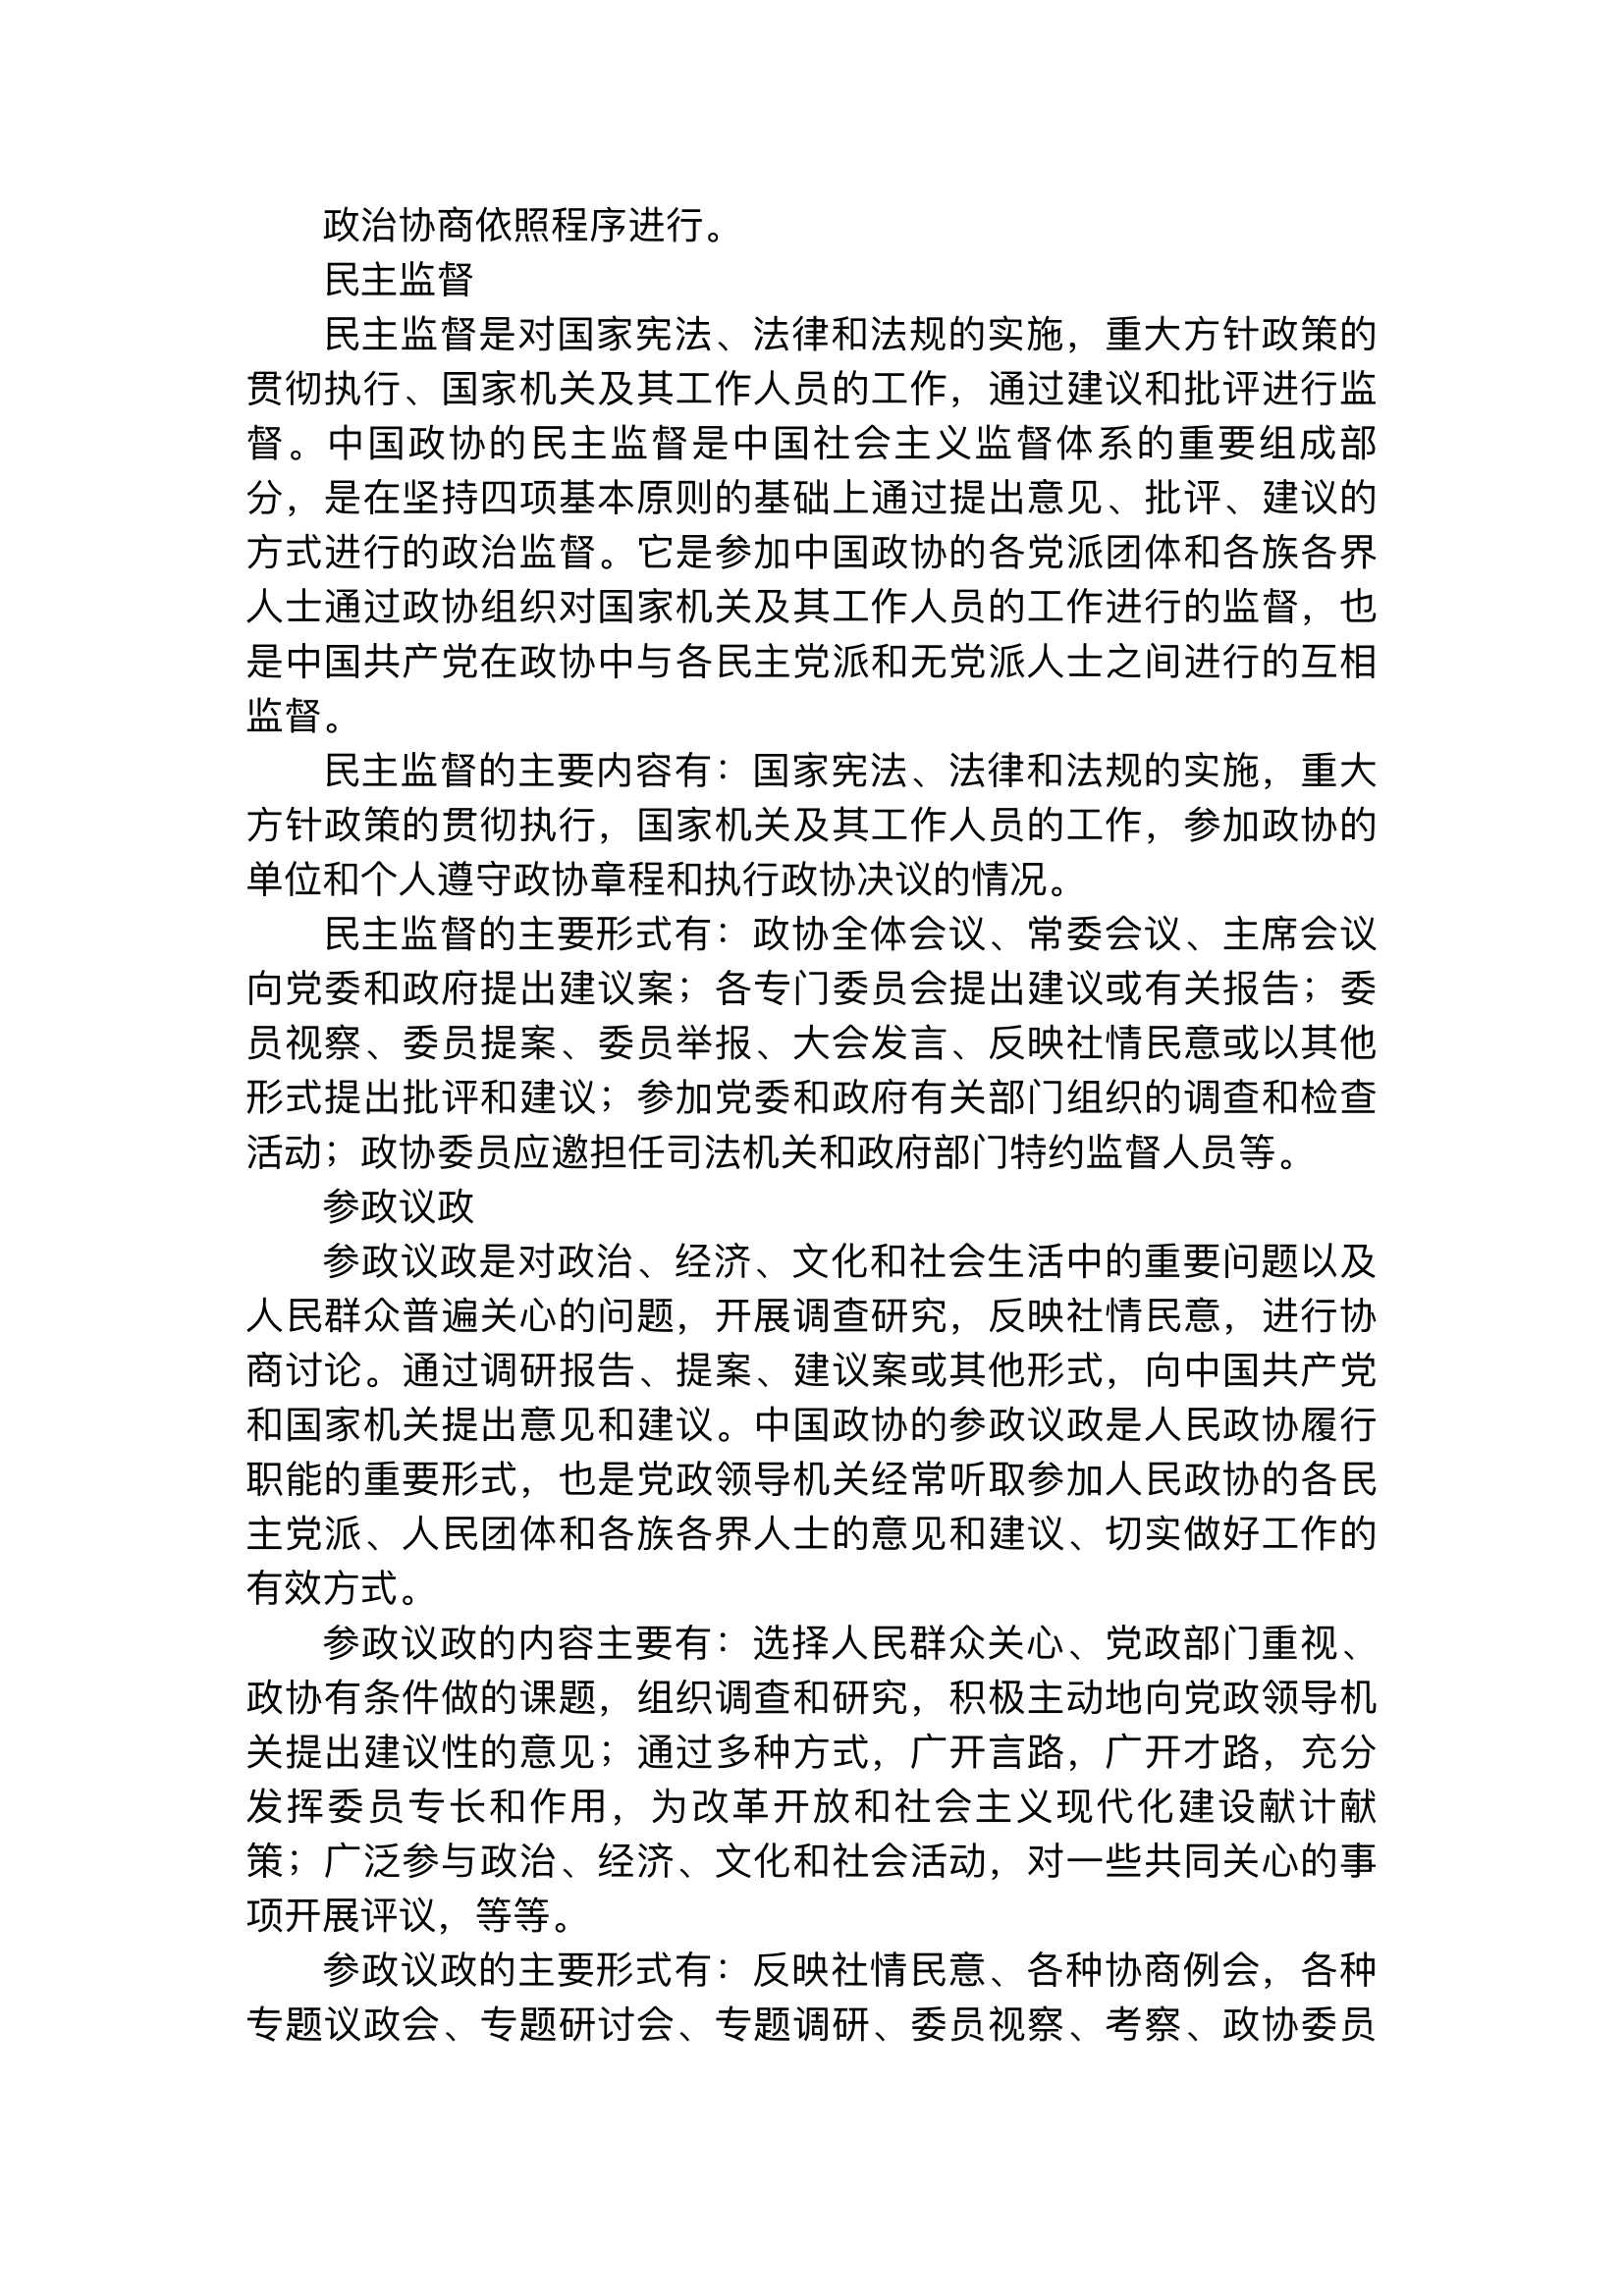 政治协商依照程序进行。
民主监督
民主监督是对国家宪法、法律和法规的实施，重大方针政策的
贯彻执行、国家机关及其工作人员的工作，通过建议和批评进行监
督。中国政协的民主监督是中国社会主义监督体系的重要组成部
分，是在坚持四项基本原则的基础上通过提出意见、批评、建议的
方式进行的政治监督。它是参加中国政协的各党派团体和各族各界
人士通过政协组织对国家机关及其工作人员的工作进行的监督，也
是中国共产党在政协中与各民主党派和无党派人士之间进行的互相
监督。
民主监督的主要内容有：国家宪法、法律和法规的实施，重大
方针政策的贯彻执行，国家机关及其工作人员的工作，参加政协的
单位和个人遵守政协章程和执行政协决议的情况。
民主监督的主要形式有：政协全体会议、常委会议、主席会议
向党委和政府提出建议案；各专门委员会提出建议或有关报告；委
员视察、委员提案、委员举报、大会发言、反映社情民意或以其他
形式提出批评和建议；参加党委和政府有关部门组织的调查和检查
活动；政协委员应邀担任司法机关和政府部门特约监督人员等。
参政议政
参政议政是对政治、经济、文化和社会生活中的重要问题以及
人民群众普遍关心的问题，开展调查研究，反映社情民意，进行协
商讨论。通过调研报告、提案、建议案或其他形式，向中国共产党
和国家机关提出意见和建议。中国政协的参政议政是人民政协履行
职能的重要形式，也是党政领导机关经常听取参加人民政协的各民
主党派、人民团体和各族各界人士的意见和建议、切实做好工作的
有效方式。
参政议政的内容主要有：选择人民群众关心、党政部门重视、
政协有条件做的课题，组织调查和研究，积极主动地向党政领导机
关提出建议性的意见；通过多种方式，广开言路，广开才路，充分
发挥委员专长和作用，为改革开放和社会主义现代化建设献计献
策；广泛参与政治、经济、文化和社会活动，对一些共同关心的事
项开展评议，等等。
参政议政的主要形式有：反映社情民意、各种协商例会，各种
专题议政会、专题研讨会、专题调研、委员视察、考察、政协委员